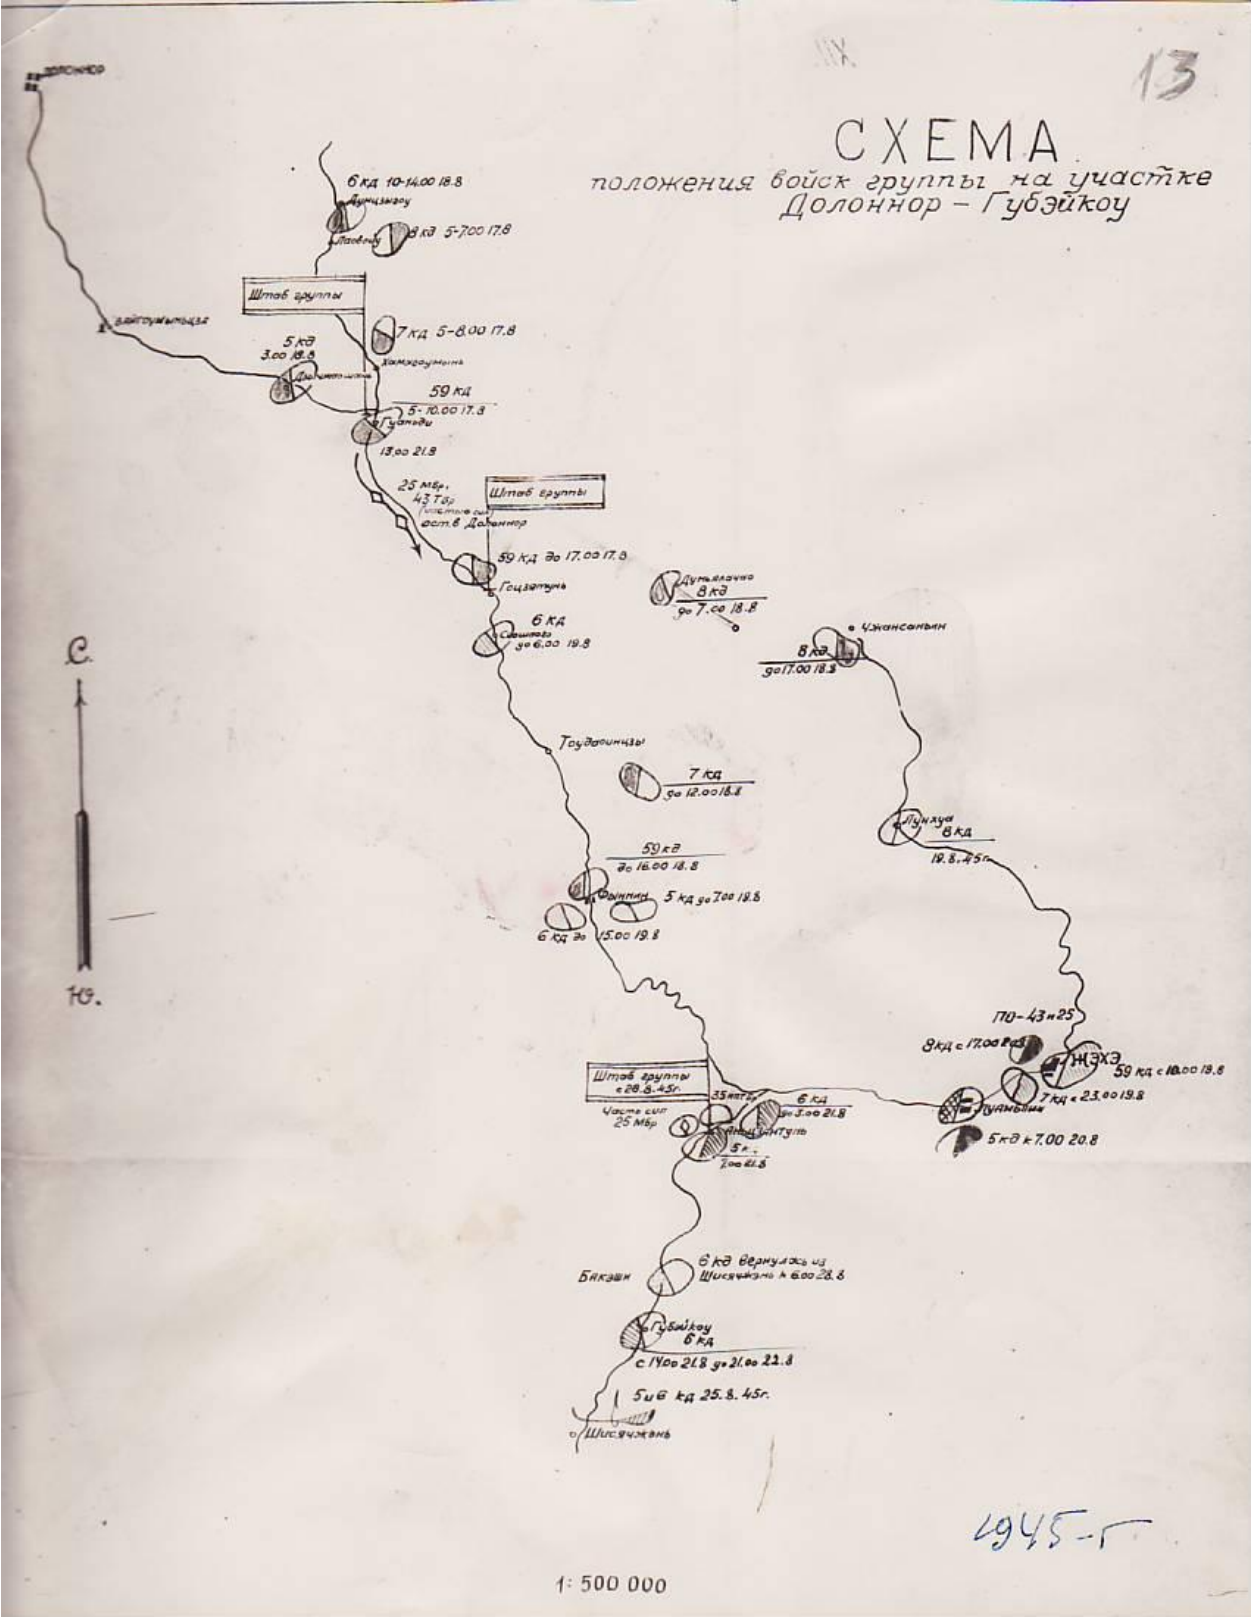 13
СХЕМА
положения войск группы на участке
Долоннор – Губэйкоу
ДОЛОННОР
6 кд 10-14.00 18.8
8 кд 5-7.00 17.8
Штаб группы
7 кд 5-8.00 17.8
5 кд
3.00 18.8
59 кд
5-10.00 17.8
Гуаньди
13.00 21.8
25 мбр,
43 Тбр
ост. в Долоннор
Штаб группы
59 кд до 17.00 17.8
Гоцзятунь
6 кд
до 6.00 19.8
8 кд
до 7.00 18.8
Чжансаньин
8 кд
до 17.00 18.8
С.
Ю.
Тоудаоинцзы
7 кд
до 12.00 18.8
Лунхуа
8 кд
19.8.45г.
59 кд
до 16.00 18.8
Фыннин
5 кд до 7.00 19.8
6 кд до 15.00 19.8
ПО-43 и 25
8 кд с 17.00
ЖЭХЭ
59 кд с 10.00 19.8
7 кд с 23.00 19.8
Луаньпин
5 кд к 7.00 20.8
Штаб группы
с 28.8.45г.
Часть сил
25 мбр
6 кд
до 3.00 21.8
5 к
7.00 21.8
Бакэши
6 кд вернулась из
Шисячжень к 6.00 28.8
Губэйкоу
6 кд
с 14.00 21.8 до 21.00 22.8
5 и 6 кд 25.8.45г.
Шисячжень
1945-г
1:500 000